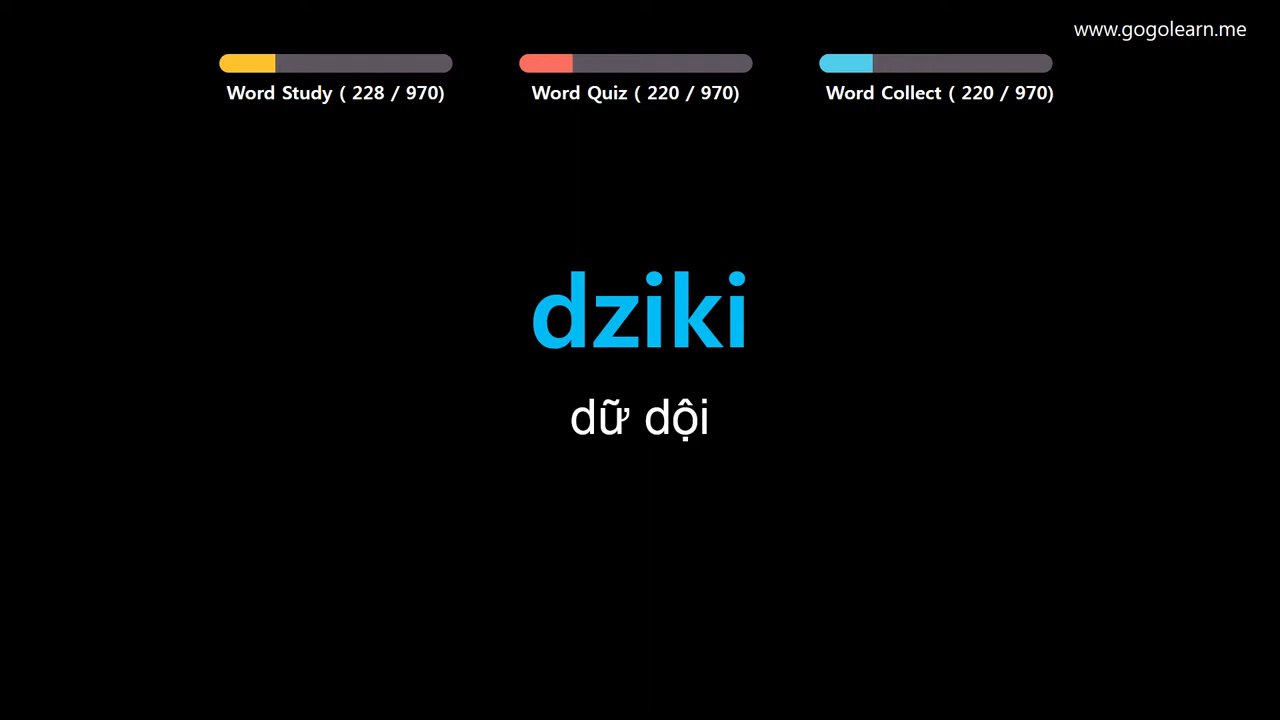 www.gogolearn.me
Word Study ( 228 / 970)
Word Quiz ( 220 / 970)
Word Collect ( 220 / 970)
dziki
dữ dội